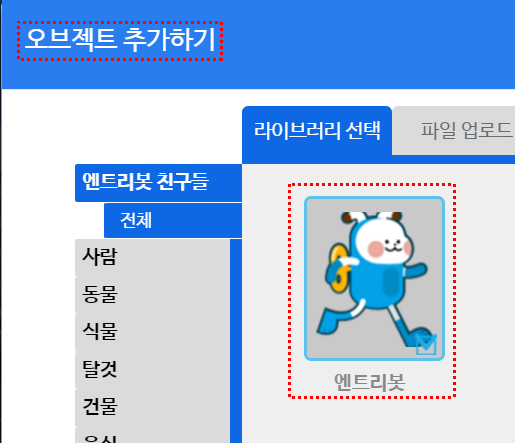 오브젝트 추가하기
라이브러리 선택
파일 업로드
엔트리봇 친구들
전체
사람
동물
식물
탈것
건물
엔트리봇